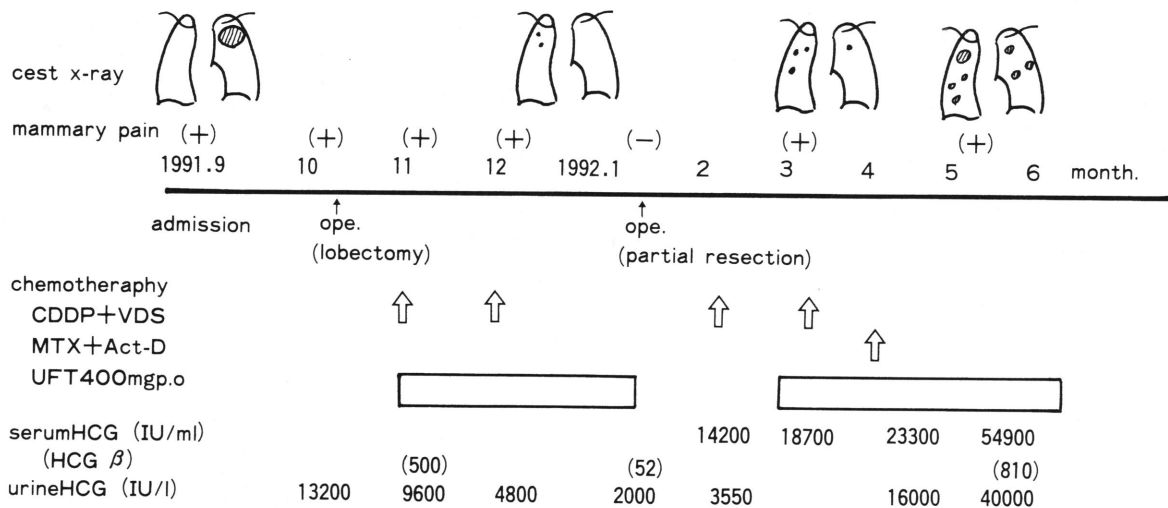 cest x-ray
mammary pain (+) (+) (+) (+) (−) (+) (+)
1991.9 10 11 12 1992.1 2 3 4 5 6 month.
admission ope. ope.
(lobectomy) (partial resection)
chemotheraphy
CDDP+VDS
MTX+Act-D
UFT400mgp.o
serumHCG (IU/ml) 14200 18700 23300 54900
(HCG β) (500) (52) (810)
urineHCG (IU/l) 13200 9600 4800 2000 3550 16000 40000